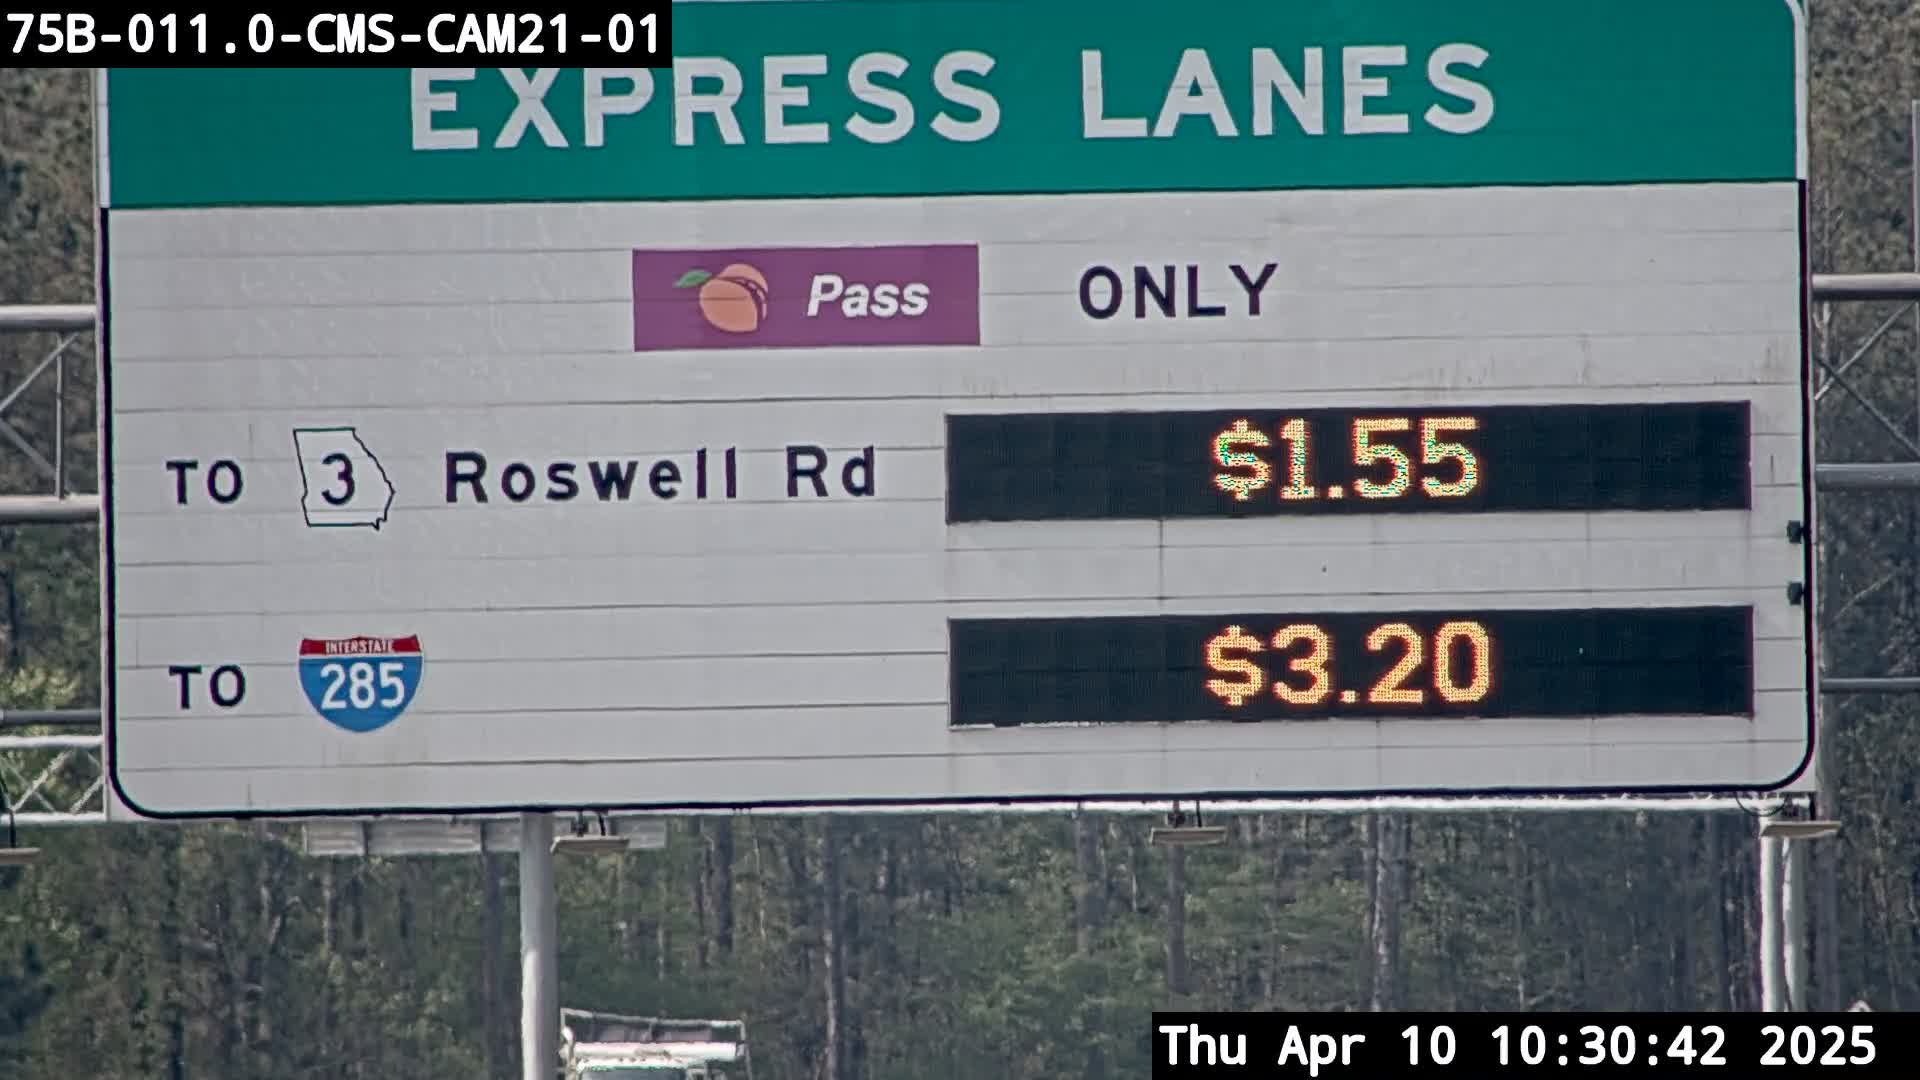 75B-011.0-CMS-CAM21-01
EXPRESS LANES
Pass ONLY
TO 3 Roswell Rd $1.55
TO INTERSTATE 285 $3.20
Thu Apr 10 10:30:42 2025